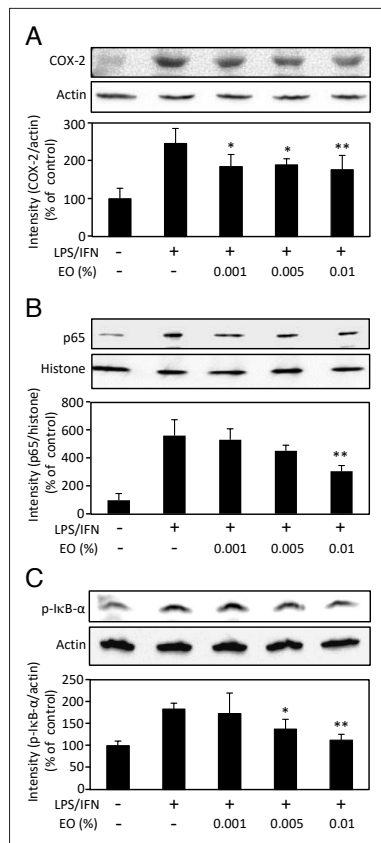 A
COX-2
Actin
Intensity (COX-2/actin)
(% of control)
300
200
100
0
* * **
LPS/IFN - + + + +
EO (%) - - 0.001 0.005 0.01
B
p65
Histone
Intensity (p65/histone)
(% of control)
800
600
400
200
0
**
LPS/IFN - + + + +
EO (%) - - 0.001 0.005 0.01
C
p-IκB-α
Actin
Intensity (p-IκB-α/actin)
(% of control)
250
200
150
100
50
0
* **
LPS/IFN - + + + +
EO (%) - - 0.001 0.005 0.01